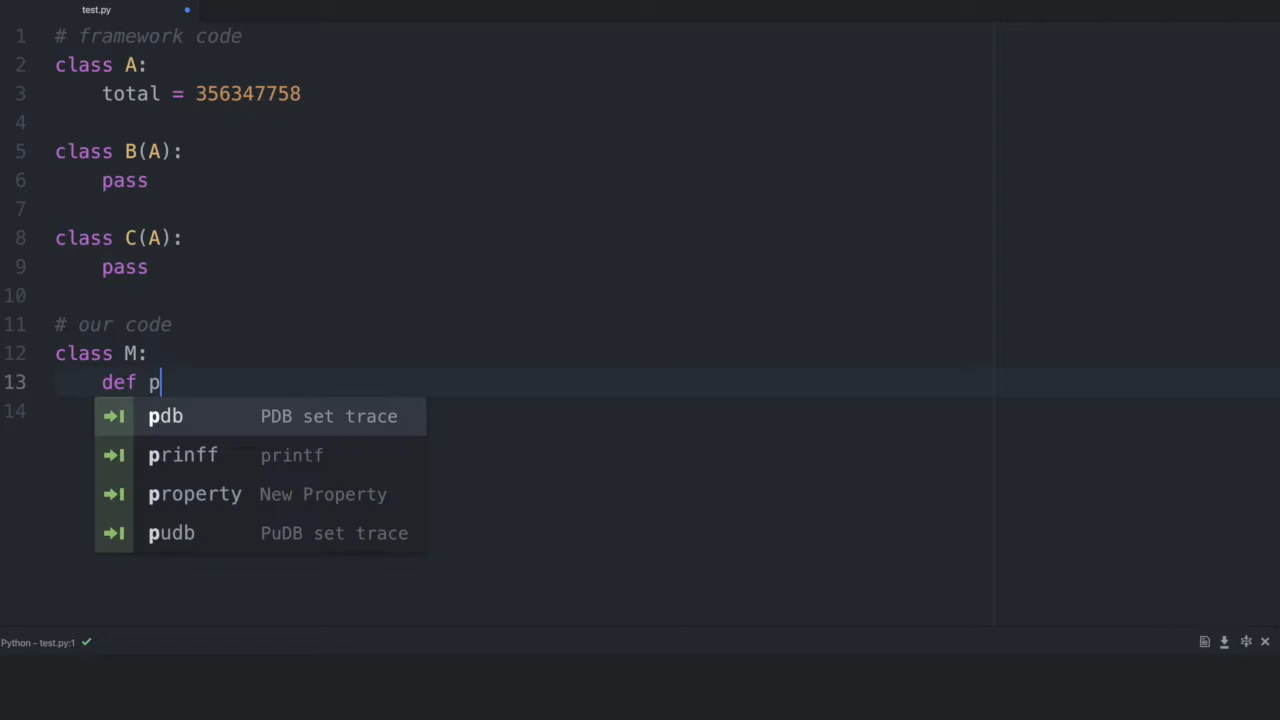 test.py
1 # framework code
2 class A:
3     total = 356347758
4
5 class B(A):
6     pass
7
8 class C(A):
9     pass
10
11 # our code
12 class M:
13     def p
14
pdb PDB set trace
prinff printf
property New Property
pudb PuDB set trace
Python - test.py:1